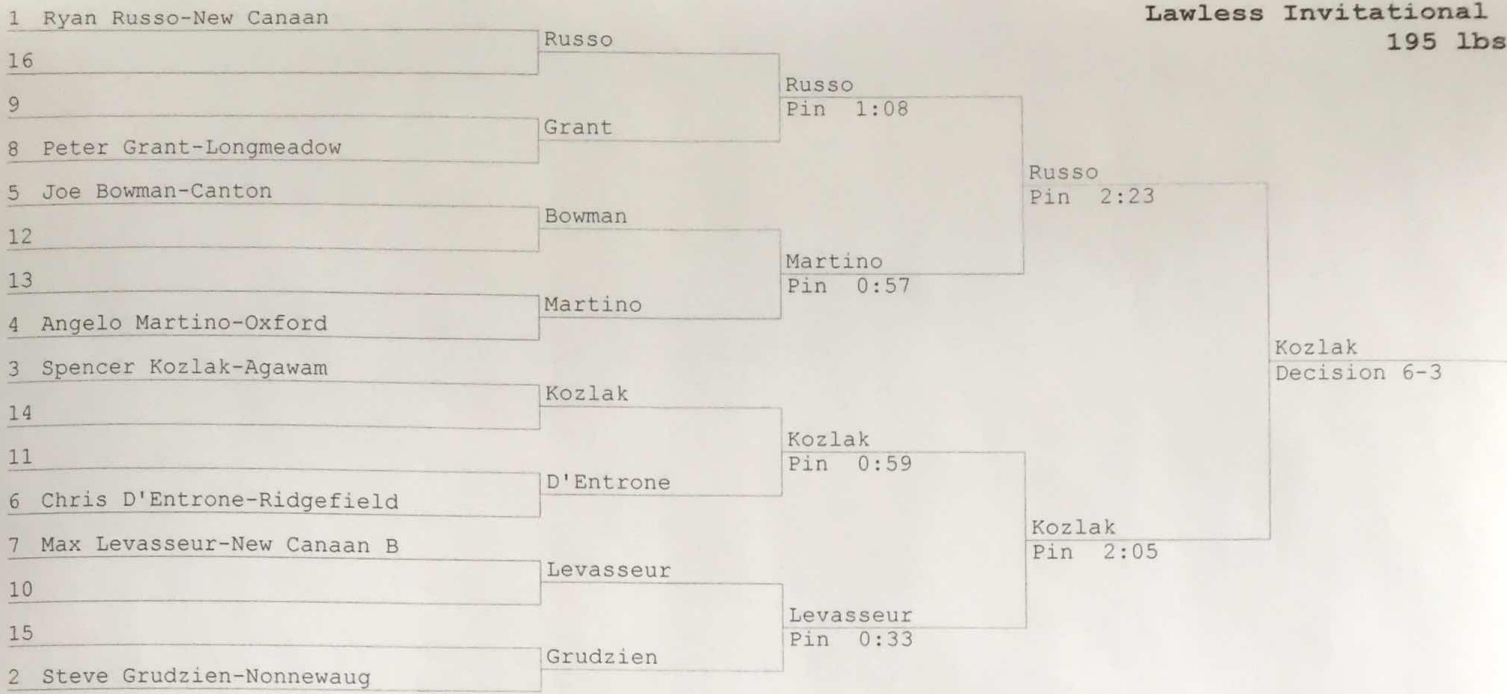 Lawless Invitational
195 lbs
1 Ryan Russo-New Canaan
16
9
8 Peter Grant-Longmeadow
5 Joe Bowman-Canton
12
13
4 Angelo Martino-Oxford
3 Spencer Kozlak-Agawam
14
11
6 Chris D'Entrone-Ridgefield
7 Max Levasseur-New Canaan B
10
15
2 Steve Grudzien-Nonnewaug
Russo
Grant
Bowman
Martino
Kozlak
D'Entrone
Levasseur
Grudzien
Russo
Pin 1:08
Martino
Pin 0:57
Kozlak
Pin 0:59
Levasseur
Pin 0:33
Russo
Pin 2:23
Kozlak
Pin 2:05
Kozlak
Decision 6-3